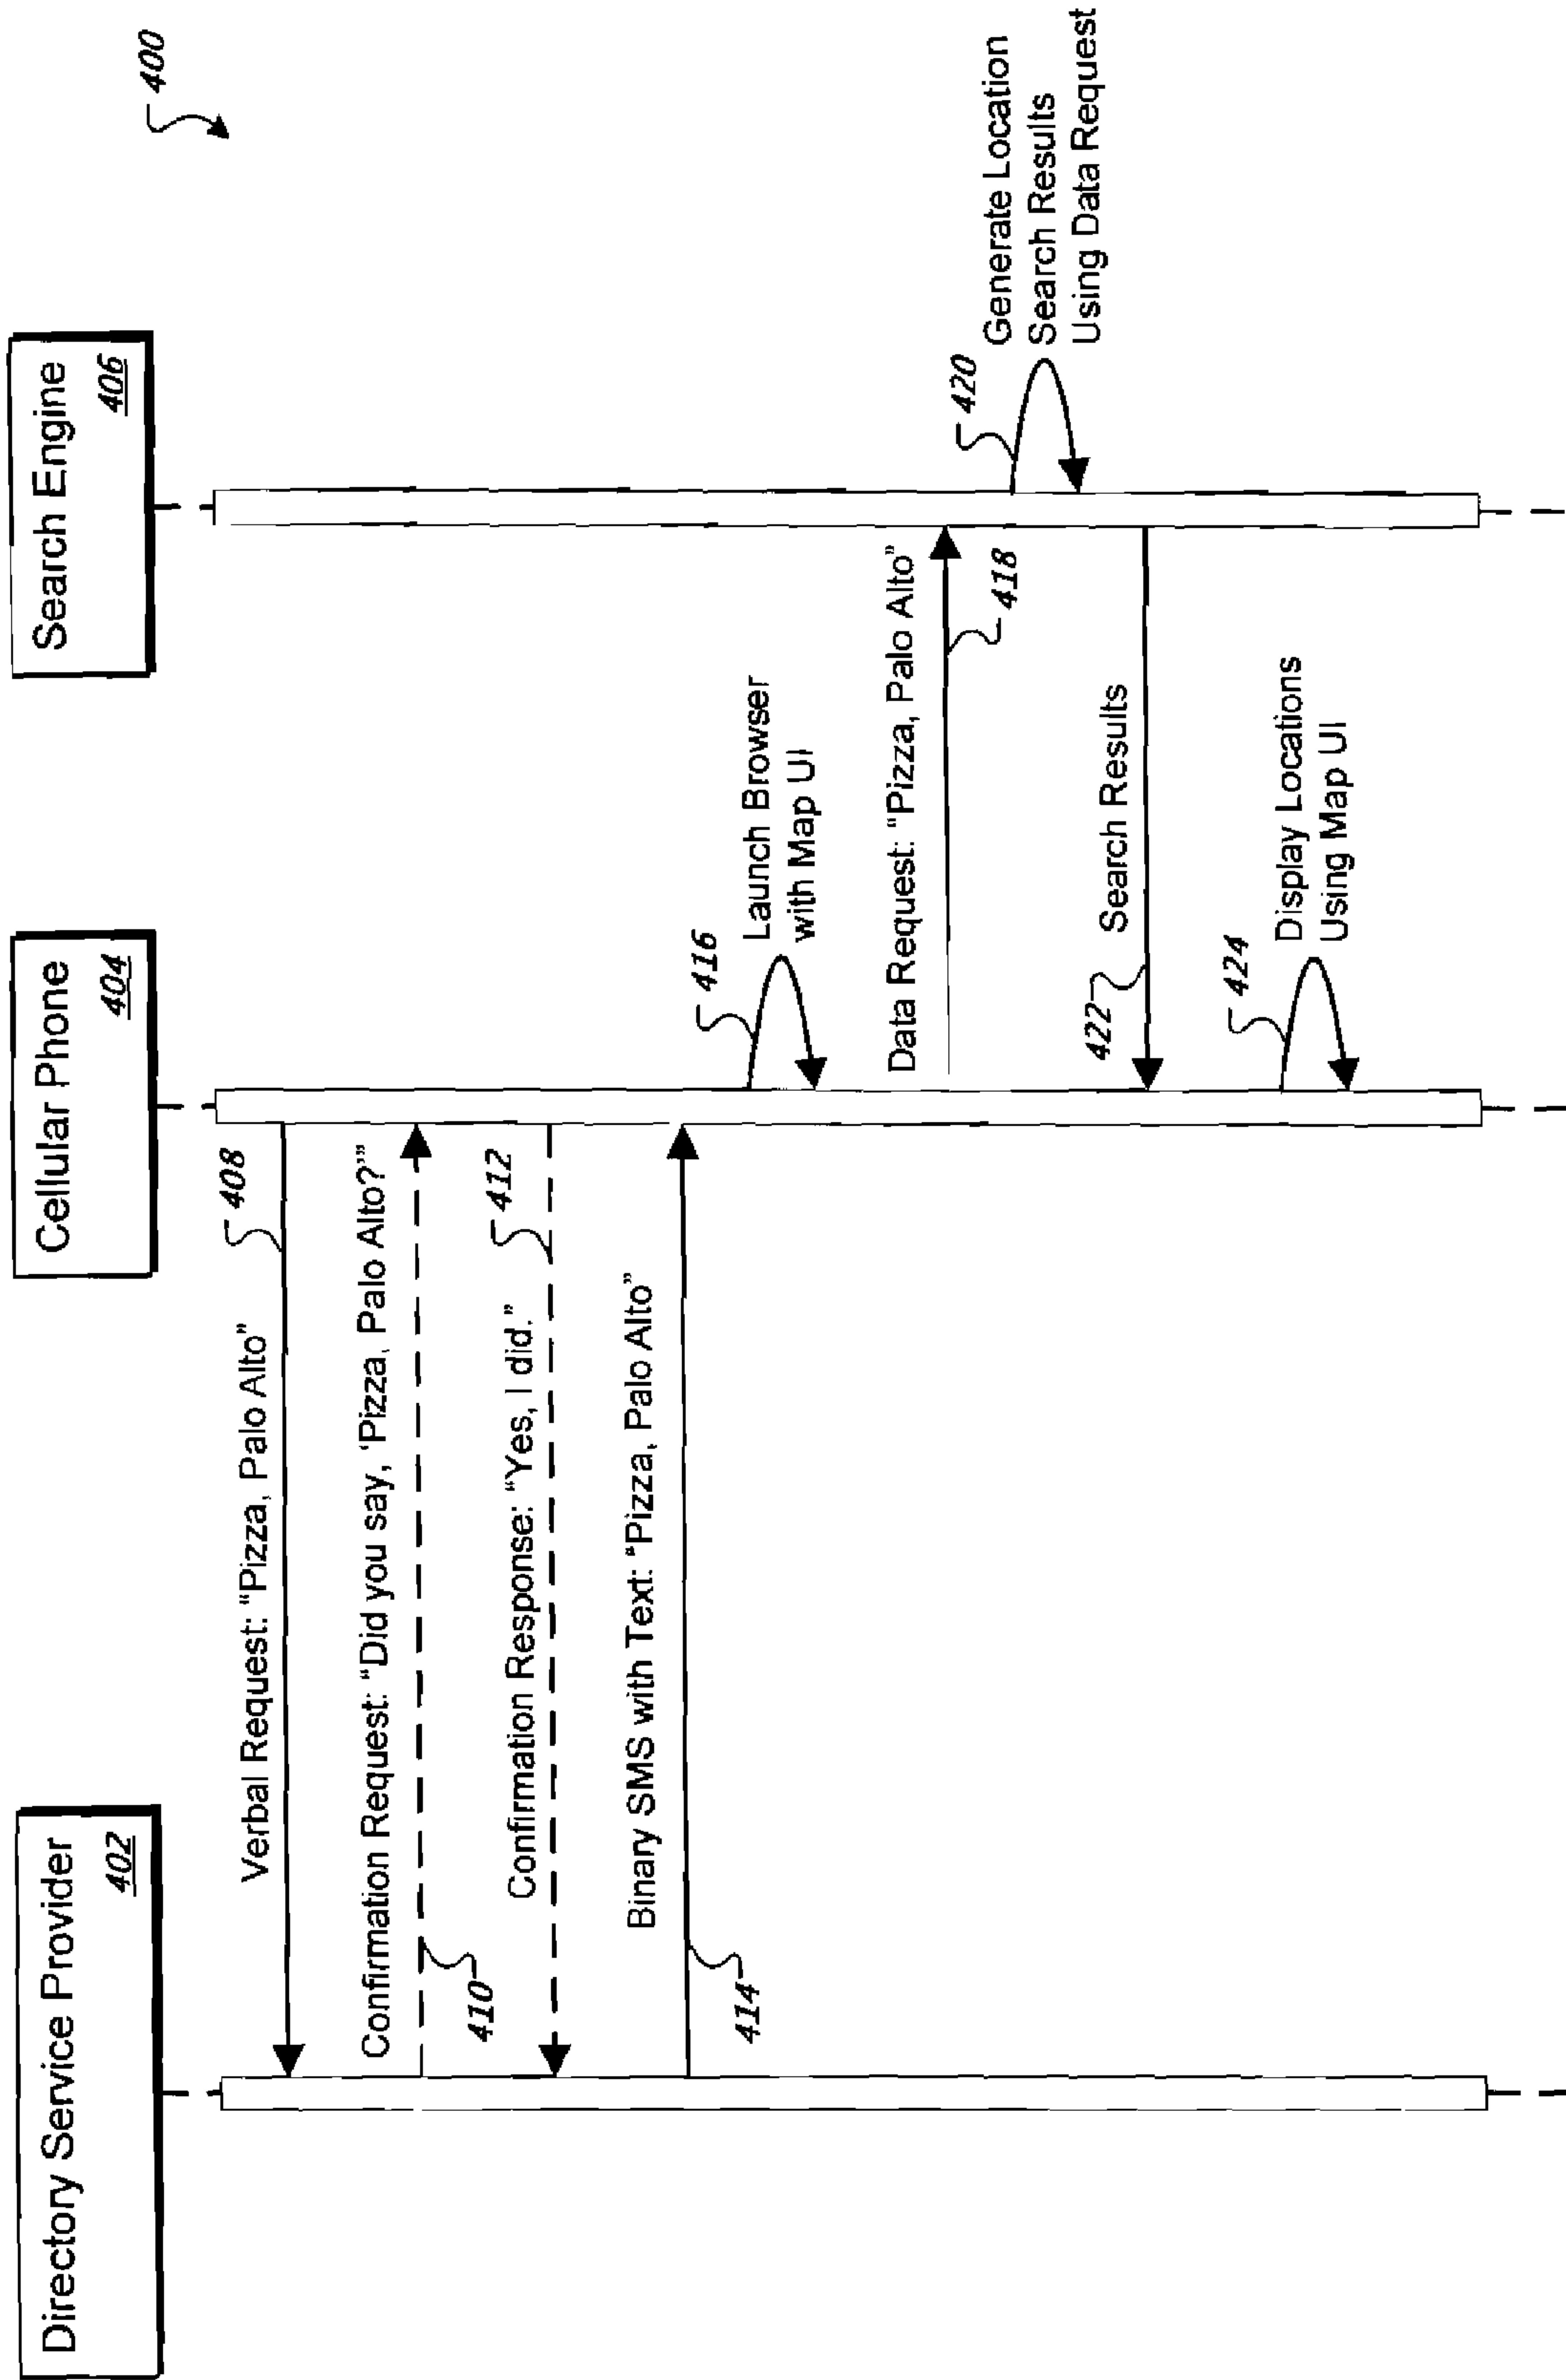 400
Directory Service Provider
402
Cellular Phone
404
Search Engine
406
Verbal Request: “Pizza, Palo Alto”
408
Confirmation Request: “Did you say, ‘Pizza, Palo Alto?’”
410
412
Confirmation Response: “Yes, I did.”
Binary SMS with Text: “Pizza, Palo Alto”
414
416
Launch Browser
with Map UI
Data Request: “Pizza, Palo Alto”
418
420
Generate Location
Search Results
Using Data Request
Search Results
422
424
Display Locations
Using Map UI